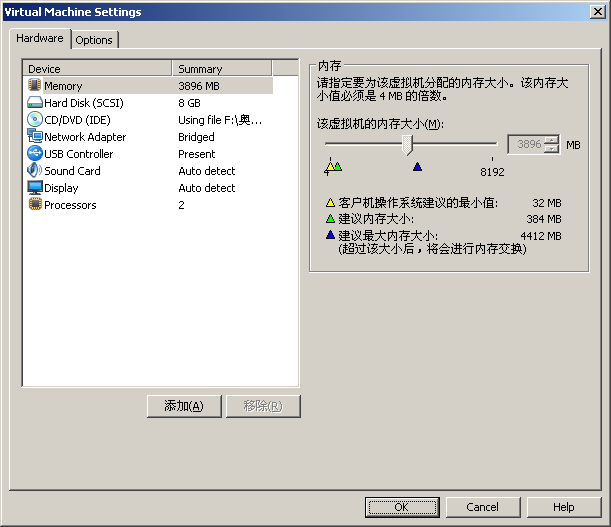 Virtual Machine Settings
Hardware
Options
Device Summary
Memory 3896 MB
Hard Disk (SCSI) 8 GB
CD/DVD (IDE) Using file F:\奥...
Network Adapter Bridged
USB Controller Present
Sound Card Auto detect
Display Auto detect
Processors 2
添加(A)
移除(R)
内存
请指定要为该虚拟机分配的内存大小。该内存大
小值必须是 4 MB 的倍数。
该虚拟机的内存大小(M):
3896 MB
4 8192
客户机操作系统建议的最小值: 32 MB
建议内存大小: 384 MB
建议最大内存大小: 4412 MB
(超过该大小后，将会进行内存交换)
OK
Cancel
Help